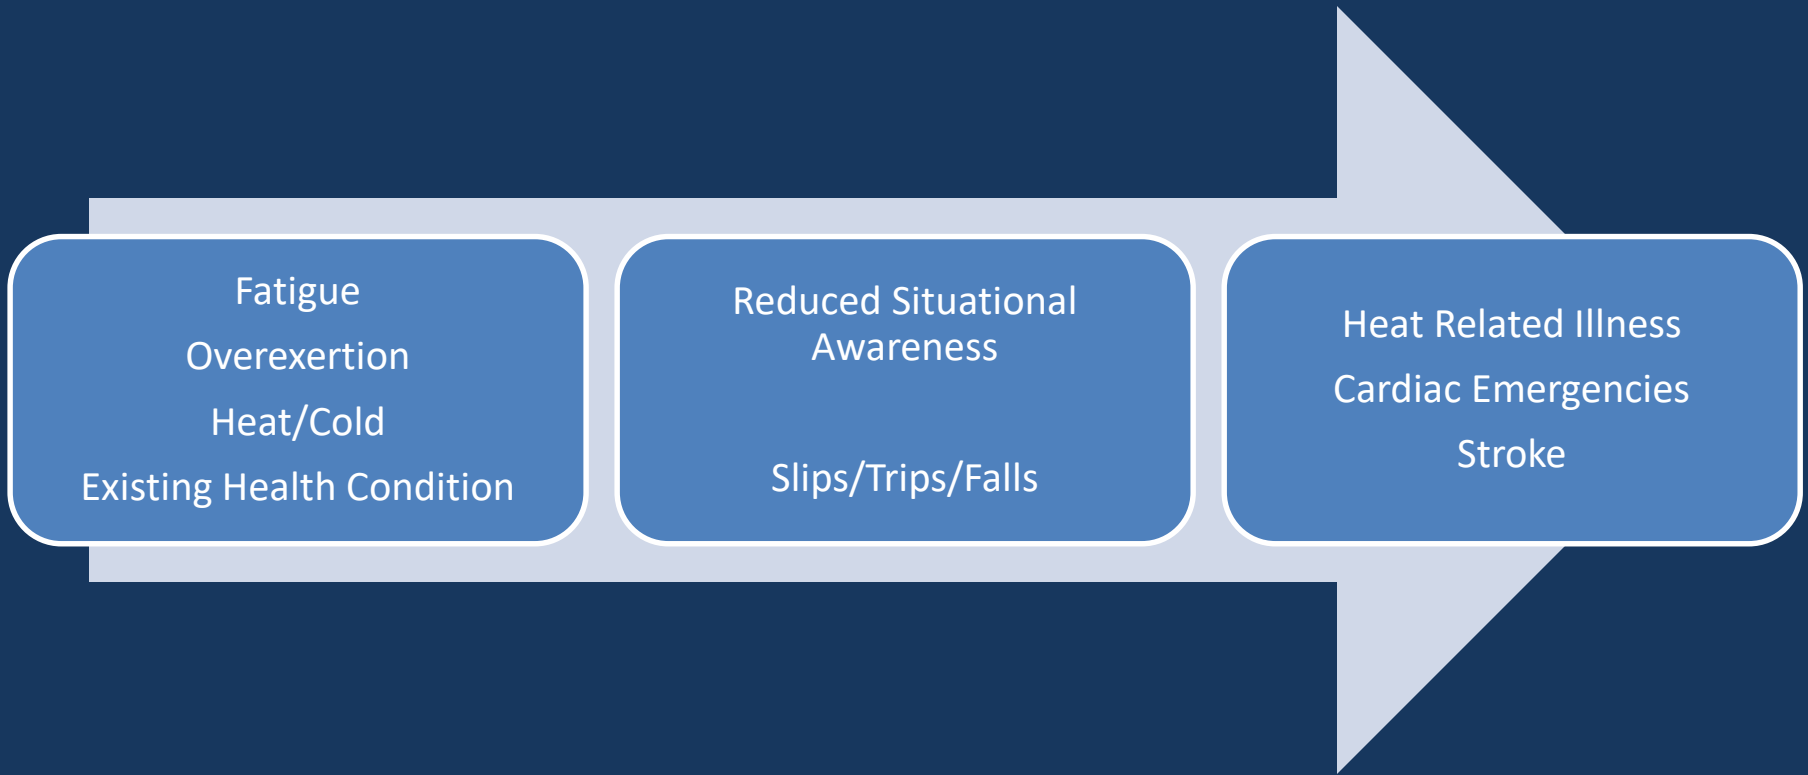 Fatigue
Overexertion
Heat/Cold
Existing Health Condition
Reduced Situational
Awareness
Slips/Trips/Falls
Heat Related Illness
Cardiac Emergencies
Stroke